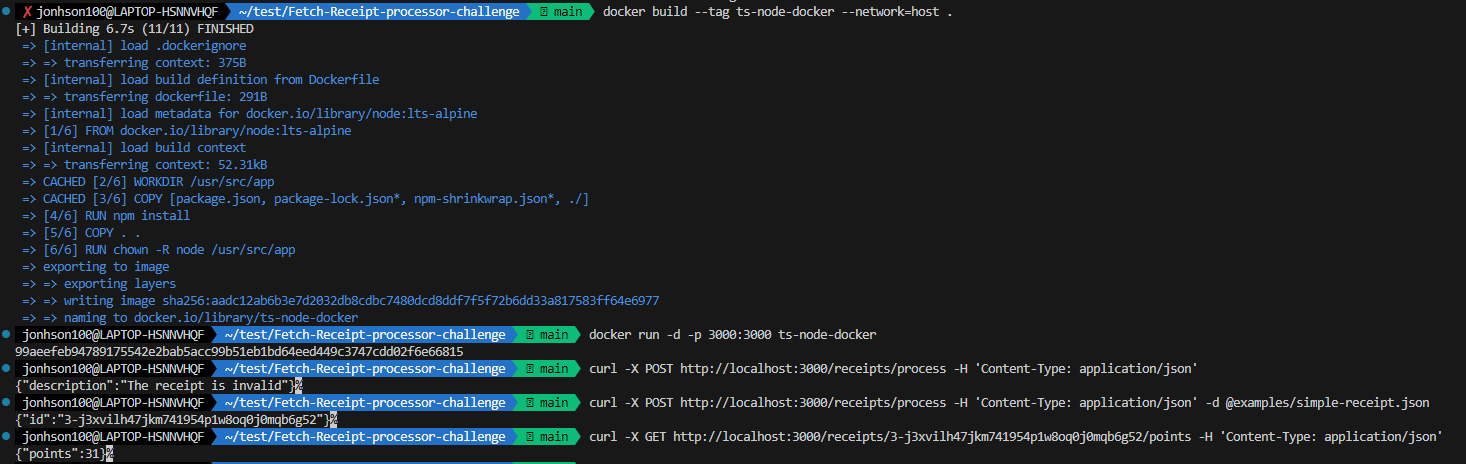 ✗ jonhson100@LAPTOP-HSNNVHQF ~/test/Fetch-Receipt-processor-challenge main docker build --tag ts-node-docker --network=host .
[+] Building 6.7s (11/11) FINISHED
=> [internal] load .dockerignore
=> => transferring context: 375B
=> [internal] load build definition from Dockerfile
=> => transferring dockerfile: 291B
=> [internal] load metadata for docker.io/library/node:lts-alpine
=> [1/6] FROM docker.io/library/node:lts-alpine
=> [internal] load build context
=> => transferring context: 52.31kB
=> CACHED [2/6] WORKDIR /usr/src/app
=> CACHED [3/6] COPY [package.json, package-lock.json*, npm-shrinkwrap.json*, ./]
=> [4/6] RUN npm install
=> [5/6] COPY . .
=> [6/6] RUN chown -R node /usr/src/app
=> exporting to image
=> => exporting layers
=> => writing image sha256:aadc12ab6b3e7d2032db8cdbc7480dcd8ddf7f5f72b6dd33a817583ff64e6977
=> => naming to docker.io/library/ts-node-docker
jonhson100@LAPTOP-HSNNVHQF ~/test/Fetch-Receipt-processor-challenge main docker run -d -p 3000:3000 ts-node-docker
99aeefeb94789175542e2bab5acc99b51eb1bd64eed449c3747cdd02f6e66815
jonhson100@LAPTOP-HSNNVHQF ~/test/Fetch-Receipt-processor-challenge main curl -X POST http://localhost:3000/receipts/process -H 'Content-Type: application/json'
{"description":"The receipt is invalid"}%
jonhson100@LAPTOP-HSNNVHQF ~/test/Fetch-Receipt-processor-challenge main curl -X POST http://localhost:3000/receipts/process -H 'Content-Type: application/json' -d @examples/simple-receipt.json
{"id":"3-j3xvilh47jkm741954p1w8oq0j0mqb6g52"}%
jonhson100@LAPTOP-HSNNVHQF ~/test/Fetch-Receipt-processor-challenge main curl -X GET http://localhost:3000/receipts/3-j3xvilh47jkm741954p1w8oq0j0mqb6g52/points -H 'Content-Type: application/json'
{"points":31}%